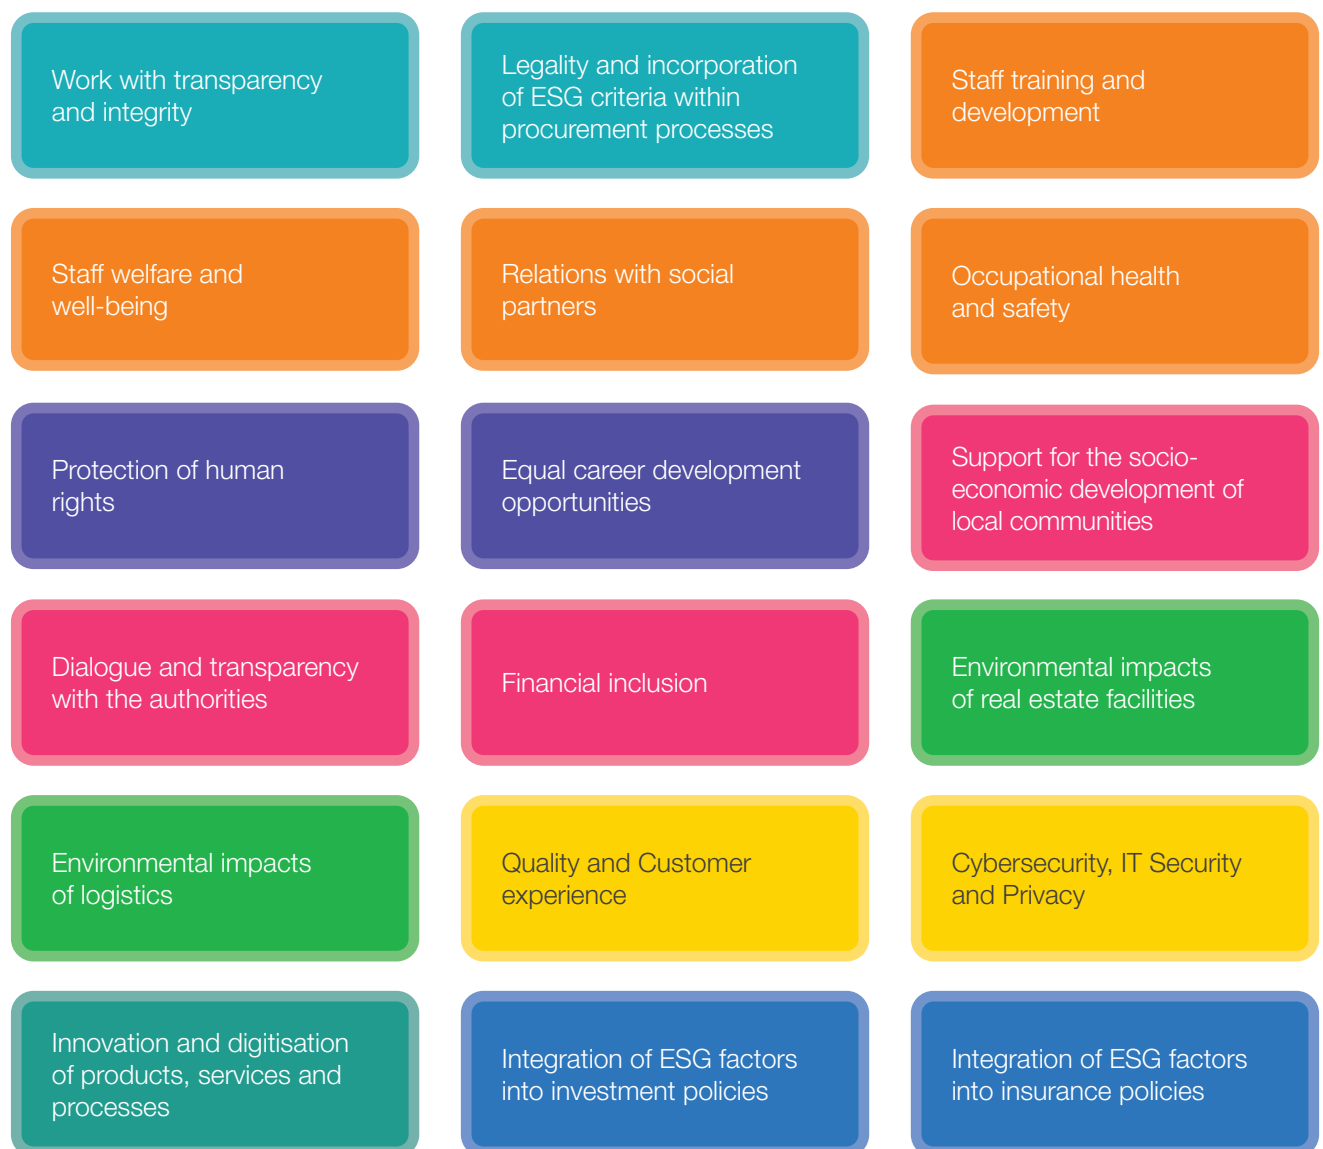 Work with transparency
and integrity
Legality and incorporation
of ESG criteria within
procurement processes
Staff training and
development
Staff welfare and
well-being
Relations with social
partners
Occupational health
and safety
Protection of human
rights
Equal career development
opportunities
Support for the socio-
economic development of
local communities
Dialogue and transparency
with the authorities
Financial inclusion
Environmental impacts
of real estate facilities
Environmental impacts
of logistics
Quality and Customer
experience
Cybersecurity, IT Security
and Privacy
Innovation and digitisation
of products, services and
processes
Integration of ESG factors
into investment policies
Integration of ESG factors
into insurance policies